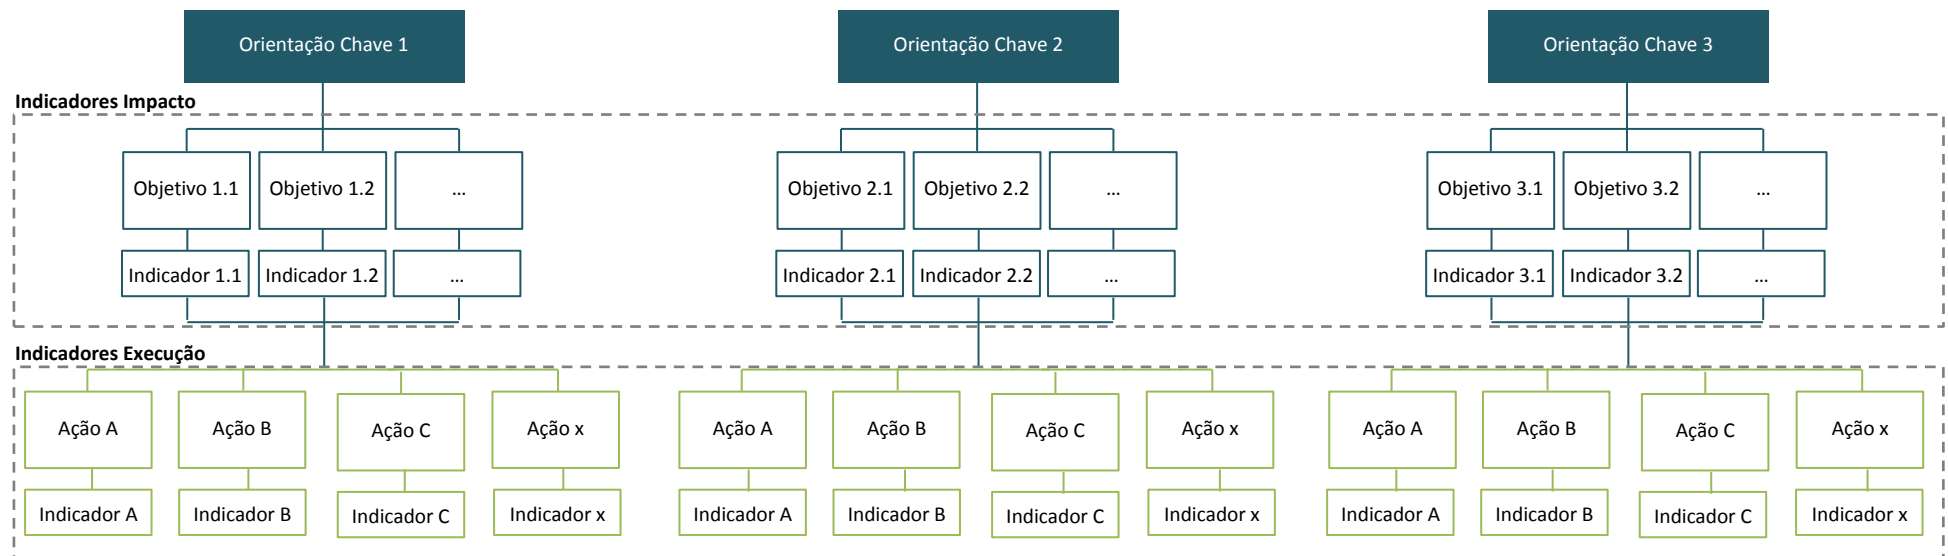 Orientação Chave 1
Orientação Chave 2
Orientação Chave 3
Indicadores Impacto
Objetivo 1.1
Objetivo 1.2
...
Objetivo 2.1
Objetivo 2.2
...
Objetivo 3.1
Objetivo 3.2
...
Indicador 1.1
Indicador 1.2
...
Indicador 2.1
Indicador 2.2
...
Indicador 3.1
Indicador 3.2
...
Indicadores Execução
Ação A
Ação B
Ação C
Ação x
Ação A
Ação B
Ação C
Ação x
Ação A
Ação B
Ação C
Ação x
Indicador A
Indicador B
Indicador C
Indicador x
Indicador A
Indicador B
Indicador C
Indicador x
Indicador A
Indicador B
Indicador C
Indicador x